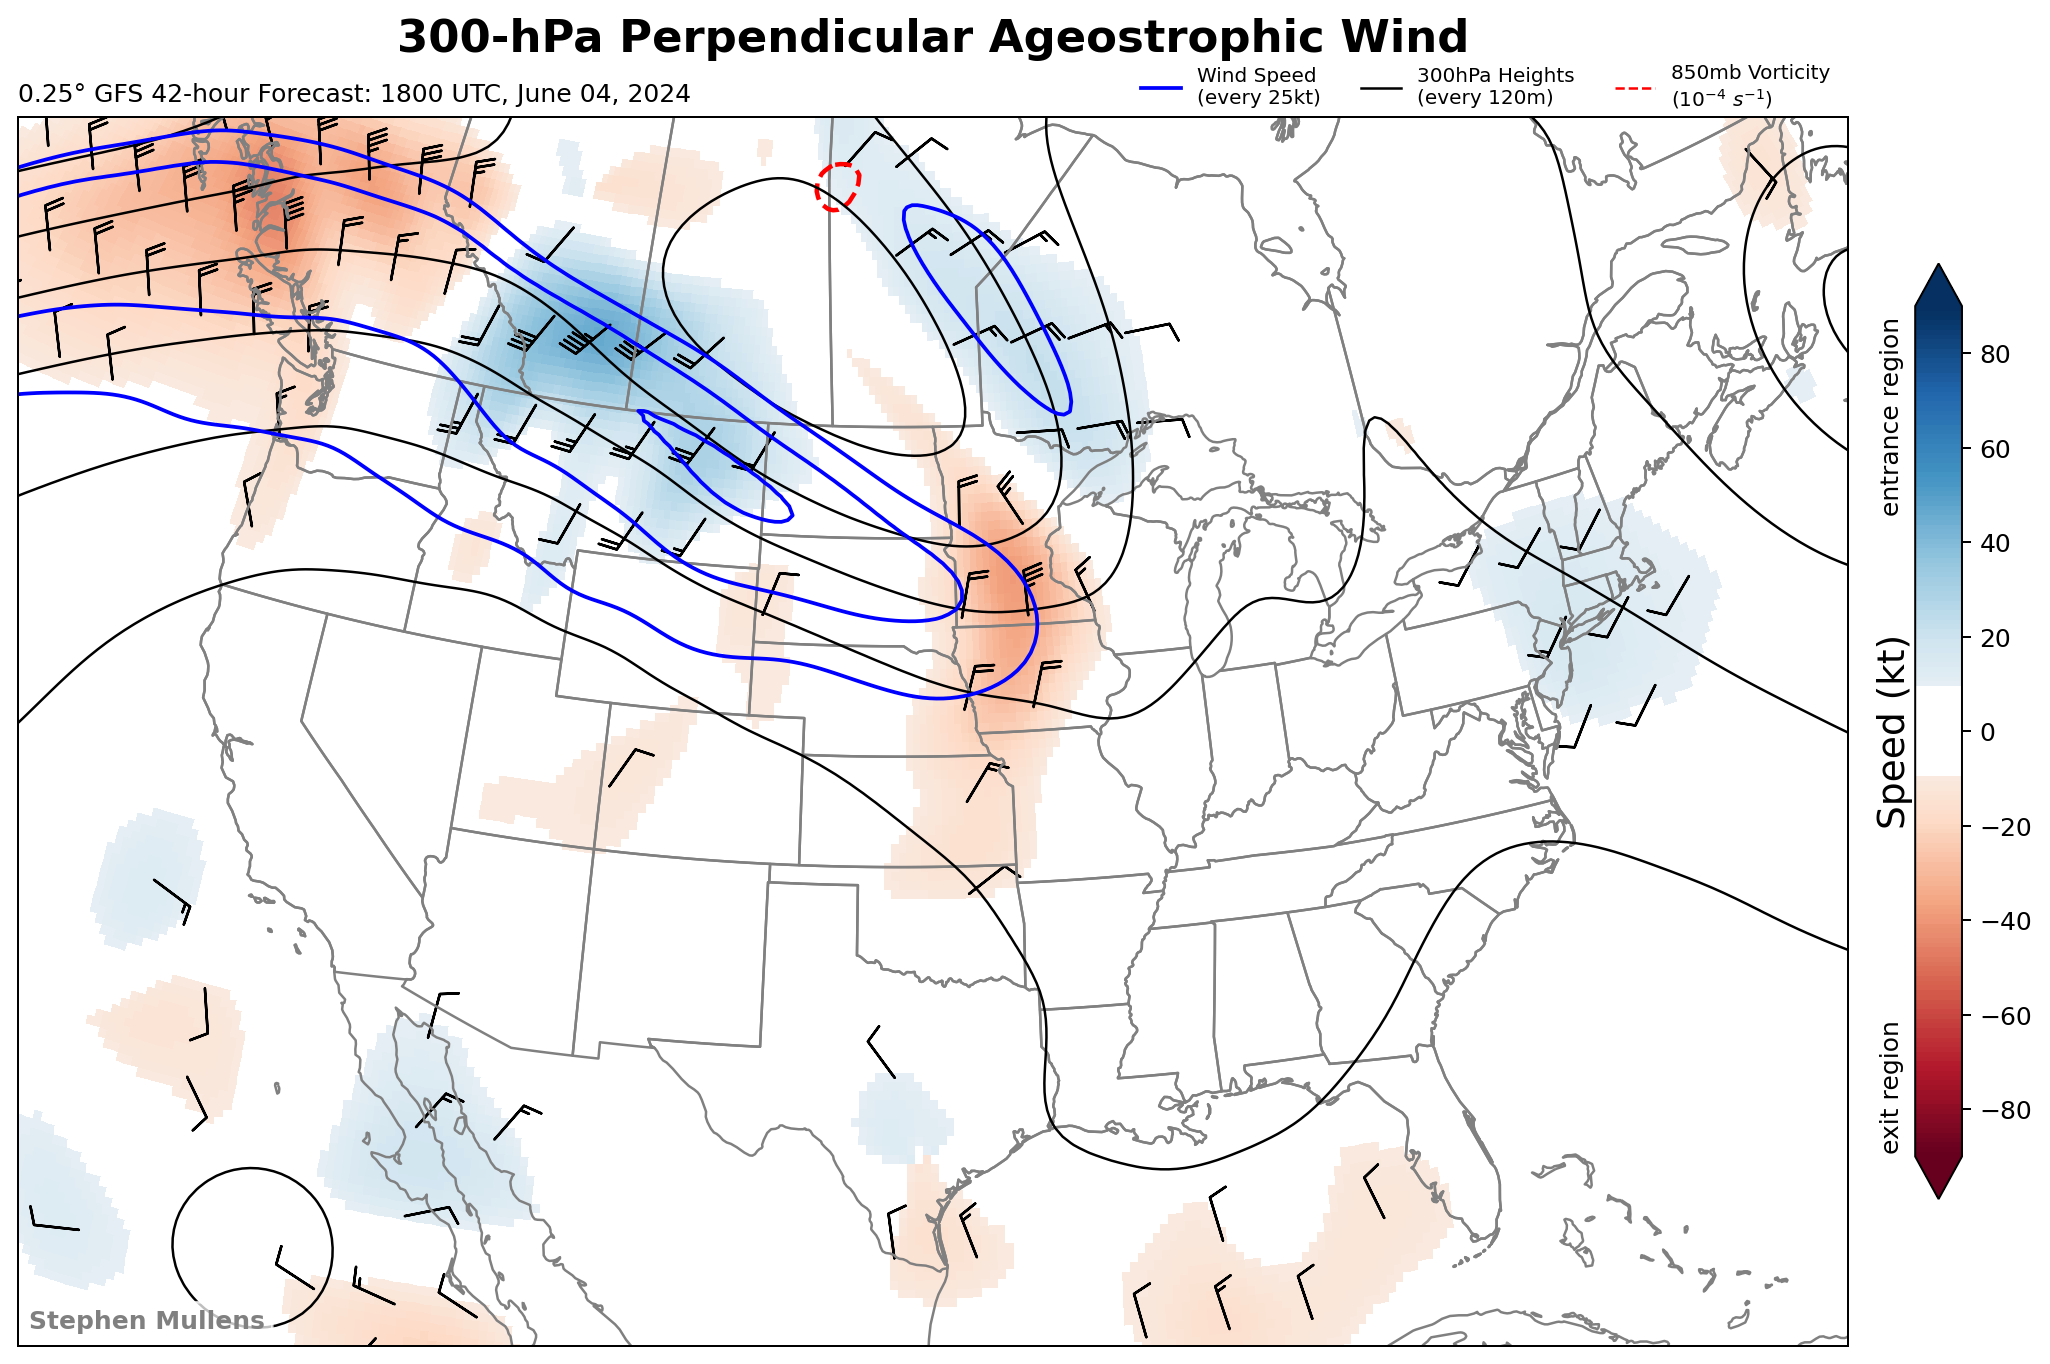 300-hPa Perpendicular Ageostrophic Wind
0.25° GFS 42-hour Forecast: 1800 UTC, June 04, 2024
Wind Speed
(every 25kt)
300hPa Heights
(every 120m)
850mb Vorticity
(10⁻⁴ s⁻¹)
entrance region
Speed (kt)
exit region
80
60
40
20
0
−20
−40
−60
−80
Stephen Mullens